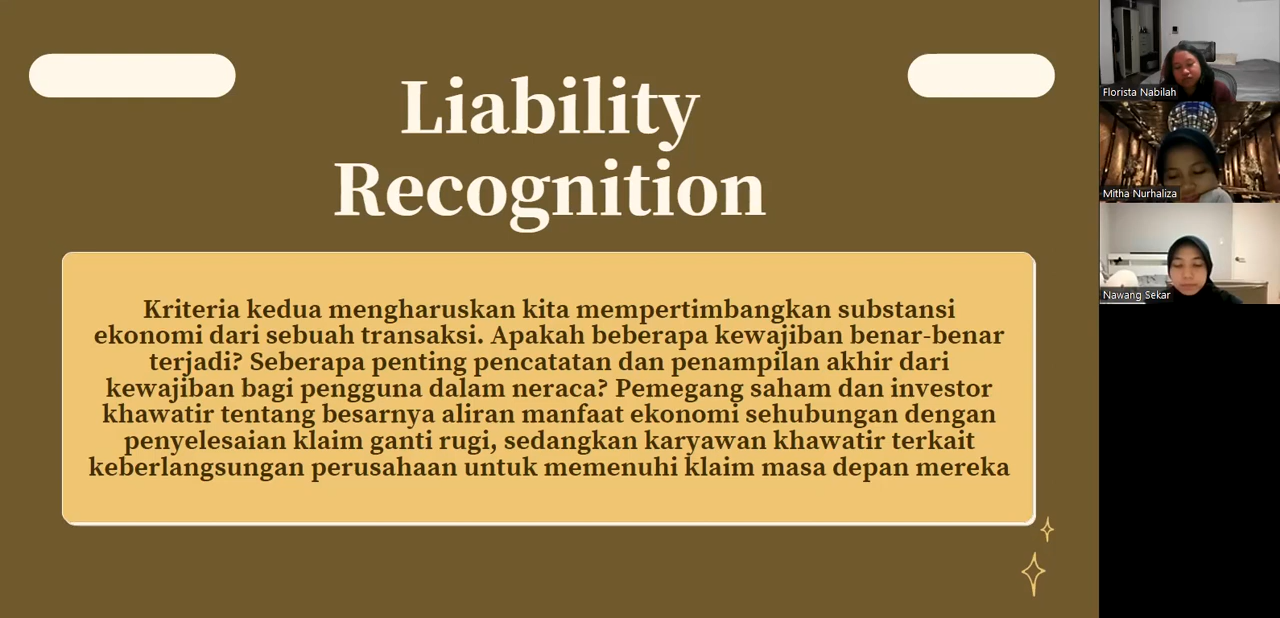 Liability
Recognition
Kriteria kedua mengharuskan kita mempertimbangkan substansi
ekonomi dari sebuah transaksi. Apakah beberapa kewajiban benar-benar
terjadi? Seberapa penting pencatatan dan penampilan akhir dari
kewajiban bagi pengguna dalam neraca? Pemegang saham dan investor
khawatir tentang besarnya aliran manfaat ekonomi sehubungan dengan
penyelesaian klaim ganti rugi, sedangkan karyawan khawatir terkait
keberlangsungan perusahaan untuk memenuhi klaim masa depan mereka
Florista Nabilah
Mitha Nurhaliza
Nawang Sekar